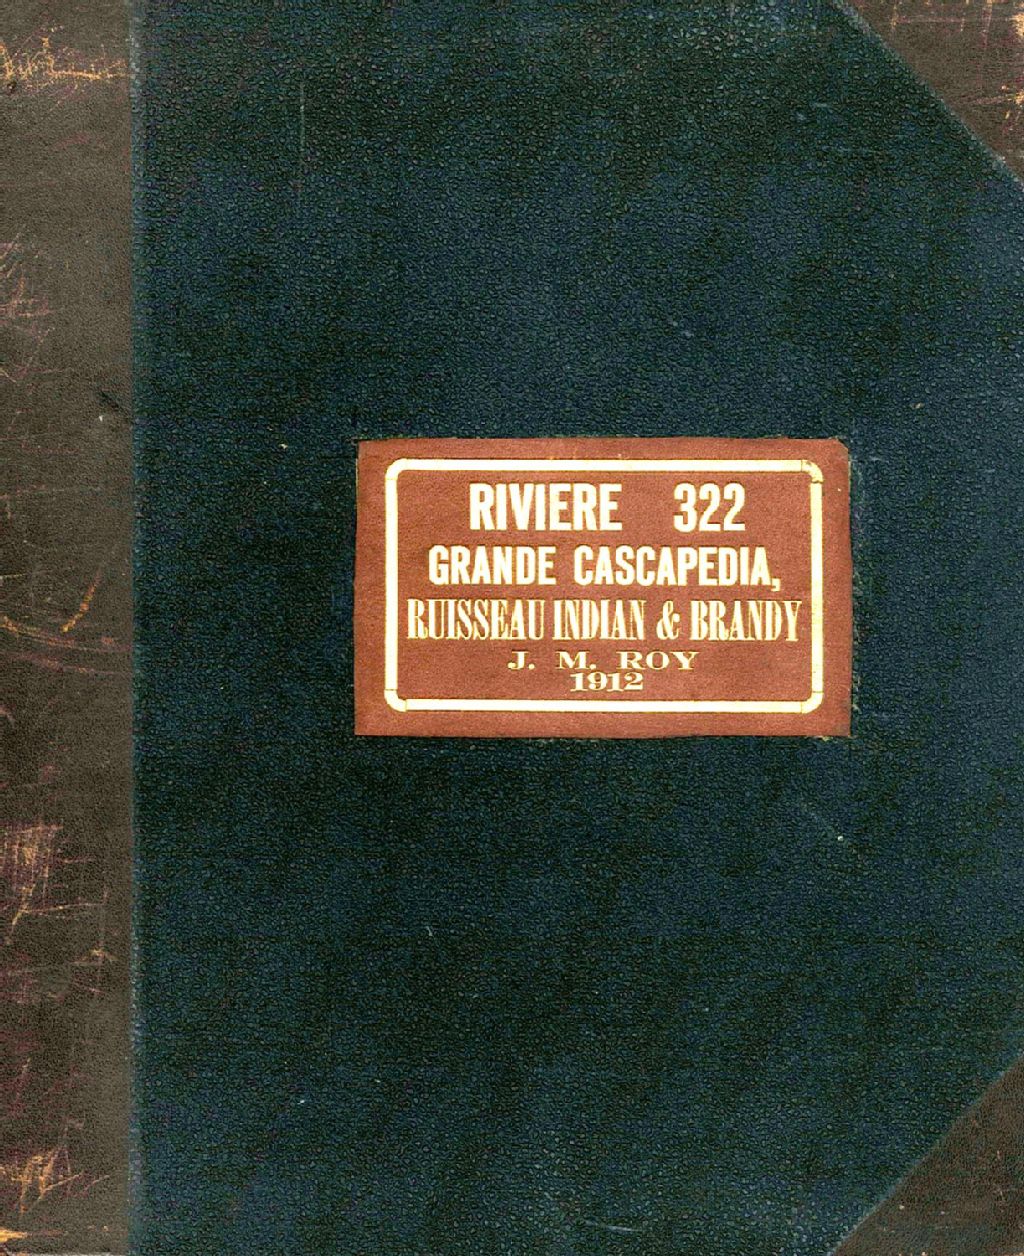 RIVIERE 322
GRANDE CASCAPEDIA,
RUISSEAU INDIAN & BRANDY
J. M. ROY
1912